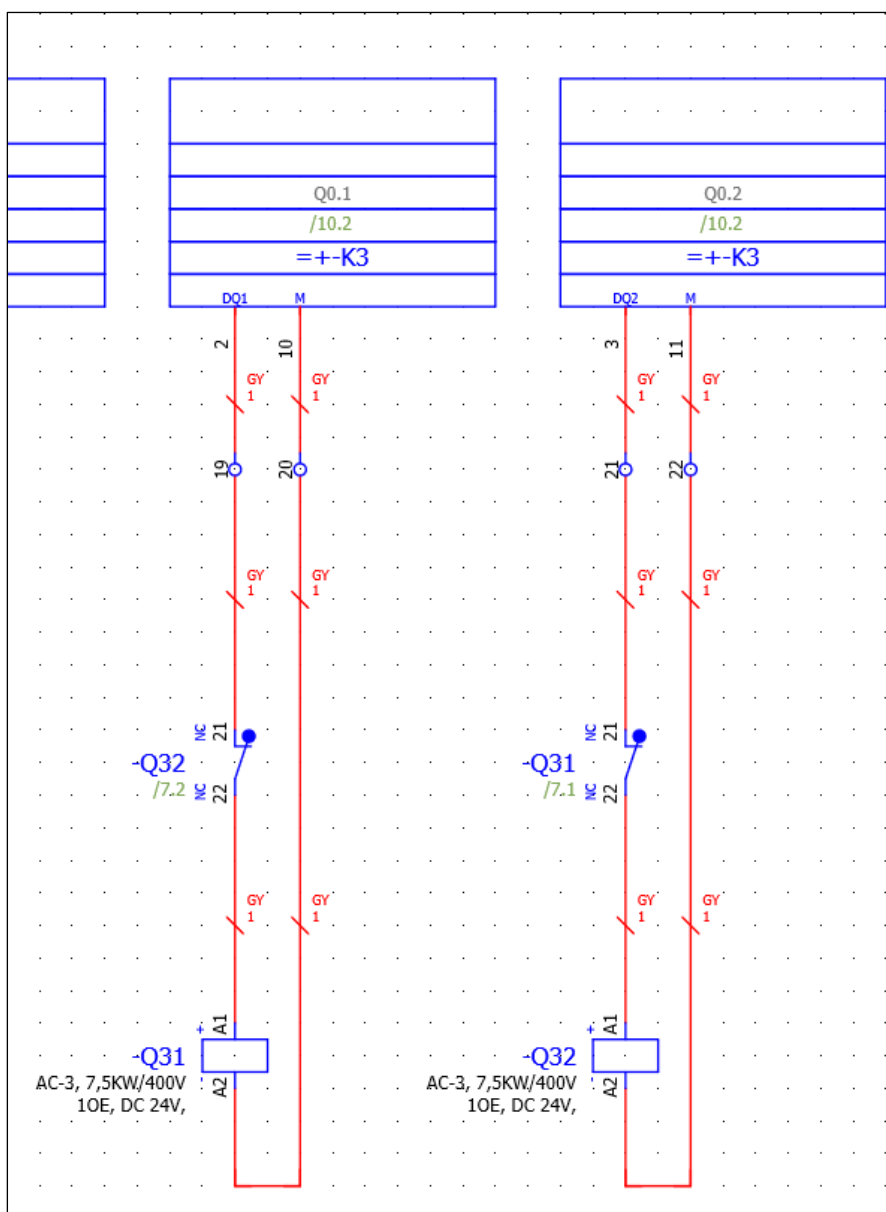 Q0.1
/10.2
=+-K3
DQ1 M
Q0.2
/10.2
=+-K3
DQ2 M
2 10 3 11
GY GY GY GY
1 1 1 1
19 20 21 22
GY GY GY GY
1 1 1 1
NC 21
-Q32
/7.2
NC 22
NC 21
-Q31
/7.1
NC 22
GY GY GY GY
1 1 1 1
+ A1
-Q31
- A2
AC-3, 7,5KW/400V
1OE, DC 24V,
+ A1
-Q32
- A2
AC-3, 7,5KW/400V
1OE, DC 24V,